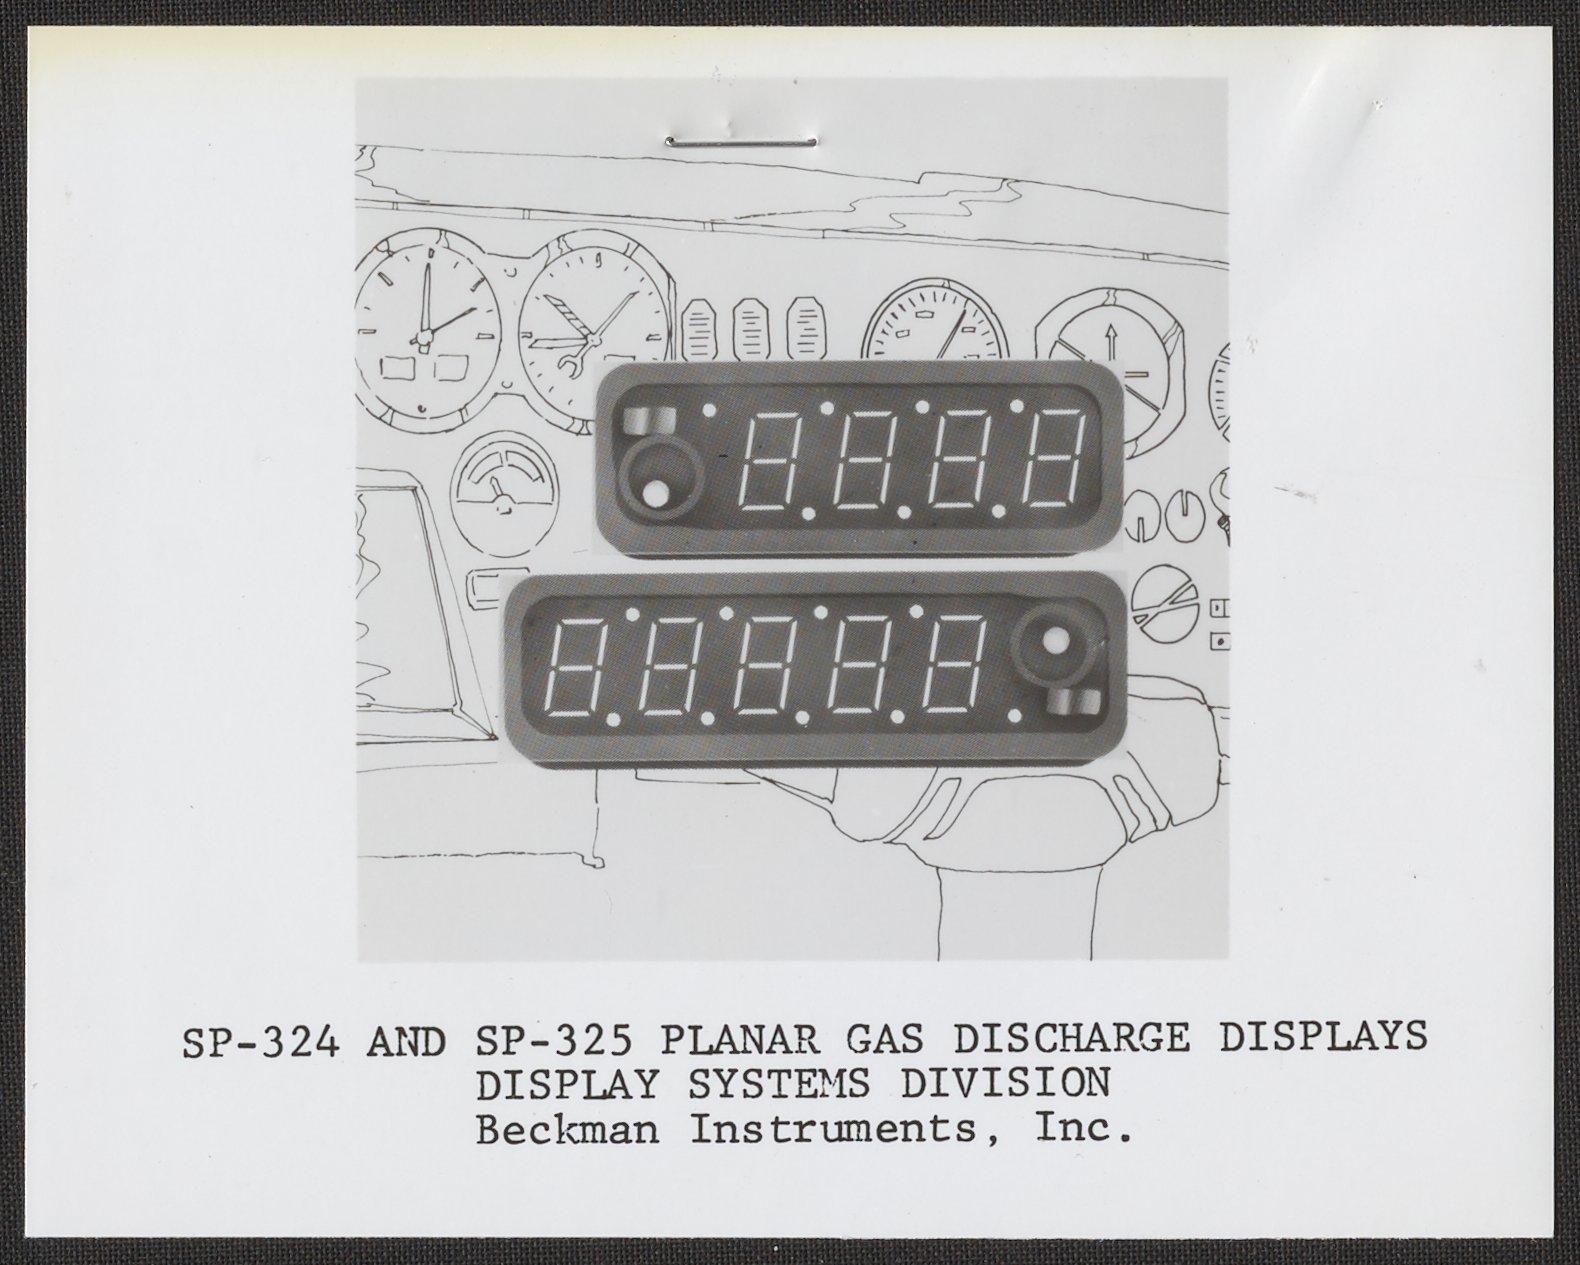 SP-324 AND SP-325 PLANAR GAS DISCHARGE DISPLAYS
DISPLAY SYSTEMS DIVISION
Beckman Instruments, Inc.